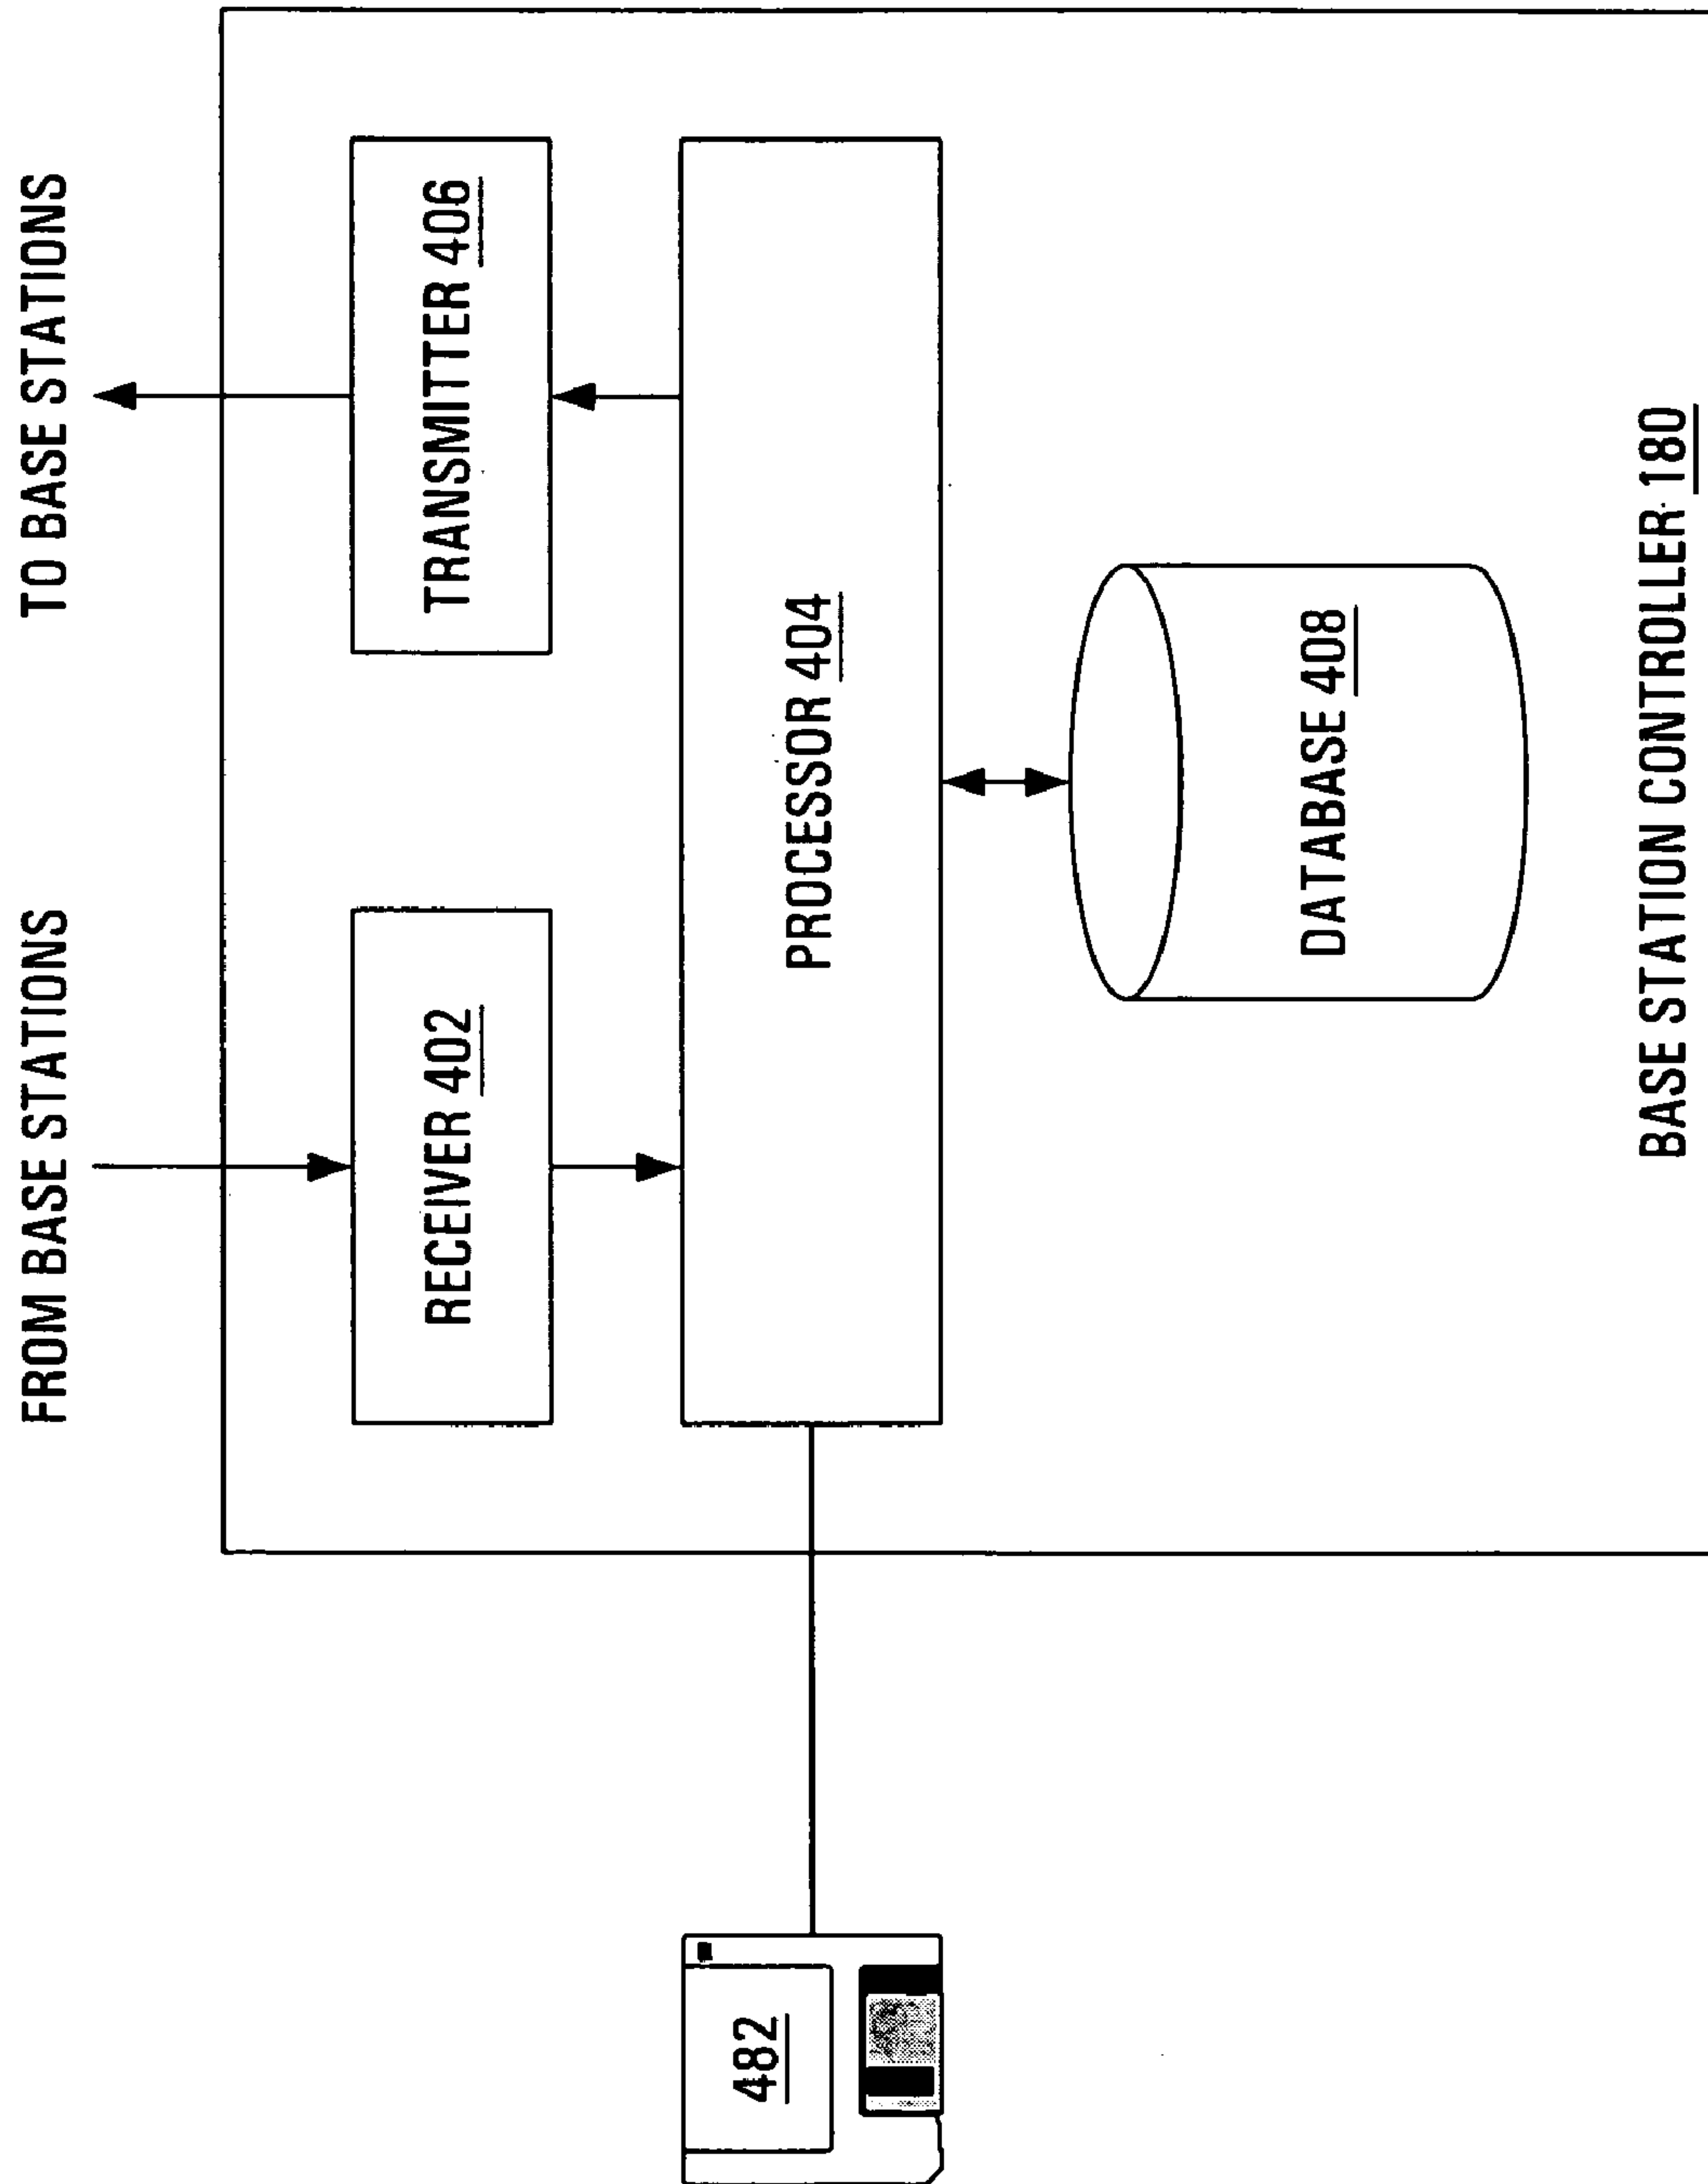 FROM BASE STATIONS
TO BASE STATIONS
RECEIVER 402
TRANSMITTER 406
482
PROCESSOR 404
DATABASE 408
BASE STATION CONTROLLER 180